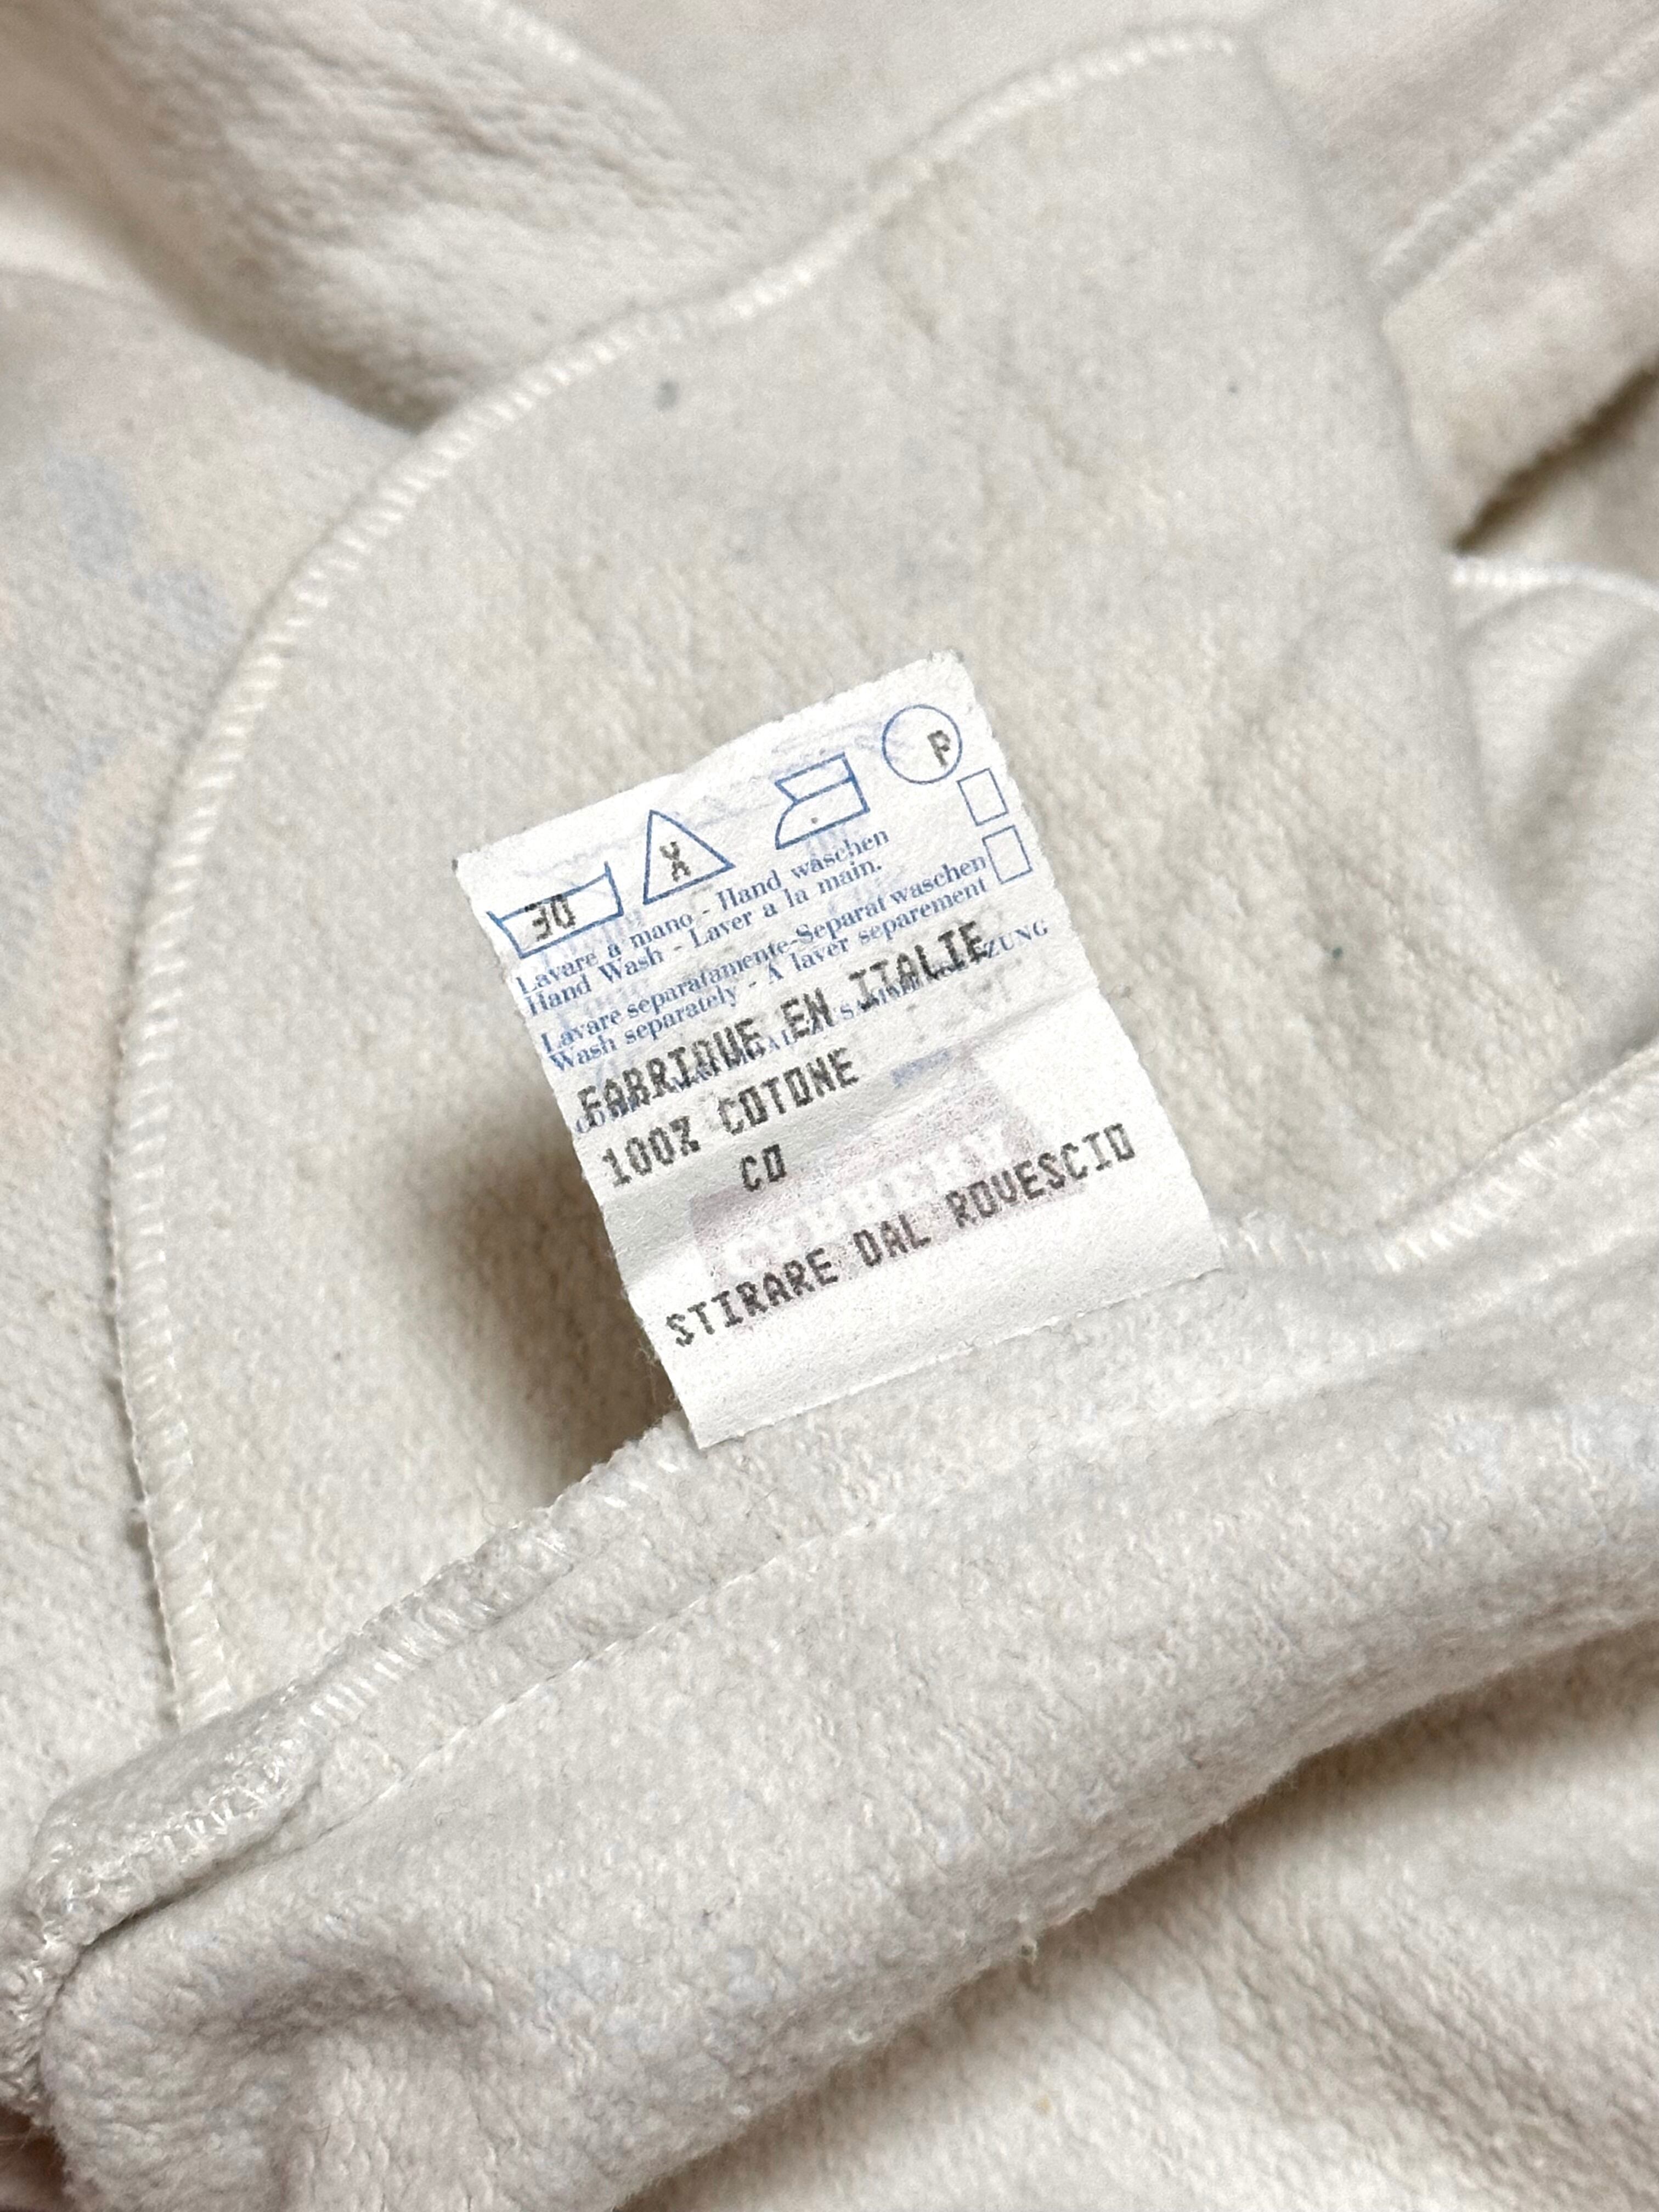 30 X P
Lavare a mano - Hand waschen
Hand Wash - Laver a la main.
Lavare separatamente-Separat waschen
Wash separately - A laver separement
FABRIQUE EN ITALIE
100% COTONE
CO
STIRARE DAL ROVESCIO